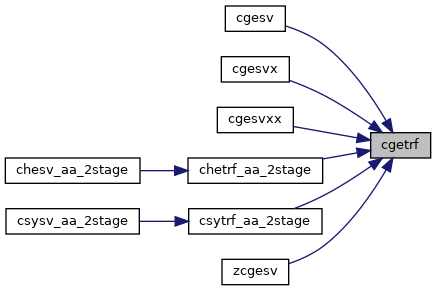 cgesv
cgesvx
cgesvxx
cgetrf
chesv_aa_2stage
chetrf_aa_2stage
csysv_aa_2stage
csytrf_aa_2stage
zcgesv